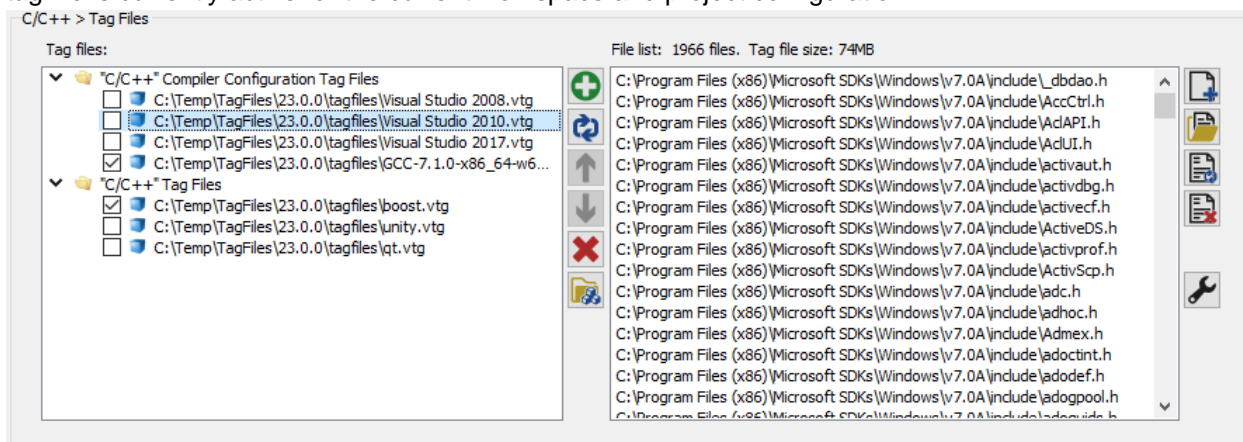 C/C++ > Tag Files
Tag files:
"C/C++" Compiler Configuration Tag Files
C:\Temp\TagFiles\23.0.0\tagfiles\Visual Studio 2008.vtg
C:\Temp\TagFiles\23.0.0\tagfiles\Visual Studio 2010.vtg
C:\Temp\TagFiles\23.0.0\tagfiles\Visual Studio 2017.vtg
C:\Temp\TagFiles\23.0.0\tagfiles\GCC-7.1.0-x86_64-w6...
"C/C++" Tag Files
C:\Temp\TagFiles\23.0.0\tagfiles\boost.vtg
C:\Temp\TagFiles\23.0.0\tagfiles\unity.vtg
C:\Temp\TagFiles\23.0.0\tagfiles\qt.vtg
File list: 1966 files. Tag file size: 74MB
C:\Program Files (x86)\Microsoft SDKs\Windows\v7.0A\include\_dbdao.h
C:\Program Files (x86)\Microsoft SDKs\Windows\v7.0A\include\AccCtrl.h
C:\Program Files (x86)\Microsoft SDKs\Windows\v7.0A\include\AclAPI.h
C:\Program Files (x86)\Microsoft SDKs\Windows\v7.0A\include\AclUI.h
C:\Program Files (x86)\Microsoft SDKs\Windows\v7.0A\include\activaut.h
C:\Program Files (x86)\Microsoft SDKs\Windows\v7.0A\include\activdbg.h
C:\Program Files (x86)\Microsoft SDKs\Windows\v7.0A\include\activecf.h
C:\Program Files (x86)\Microsoft SDKs\Windows\v7.0A\include\ActiveDS.h
C:\Program Files (x86)\Microsoft SDKs\Windows\v7.0A\include\activprof.h
C:\Program Files (x86)\Microsoft SDKs\Windows\v7.0A\include\ActivScp.h
C:\Program Files (x86)\Microsoft SDKs\Windows\v7.0A\include\adc.h
C:\Program Files (x86)\Microsoft SDKs\Windows\v7.0A\include\adhoc.h
C:\Program Files (x86)\Microsoft SDKs\Windows\v7.0A\include\Admex.h
C:\Program Files (x86)\Microsoft SDKs\Windows\v7.0A\include\adoctint.h
C:\Program Files (x86)\Microsoft SDKs\Windows\v7.0A\include\adodef.h
C:\Program Files (x86)\Microsoft SDKs\Windows\v7.0A\include\adogpool.h
C:\Program Files (x86)\Microsoft SDKs\Windows\v7.0A\include\adoguids.h